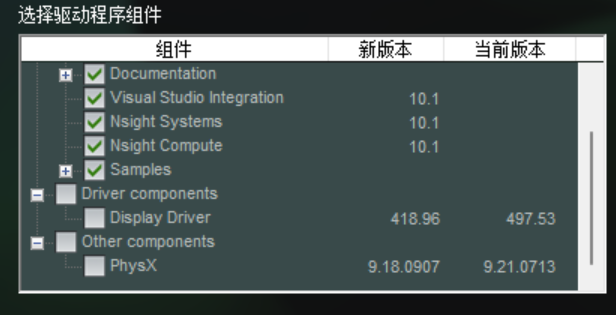 选择驱动程序组件
组件 新版本 当前版本
Documentation
Visual Studio Integration 10.1
Nsight Systems 10.1
Nsight Compute 10.1
Samples
Driver components
Display Driver 418.96 497.53
Other components
PhysX 9.18.0907 9.21.0713